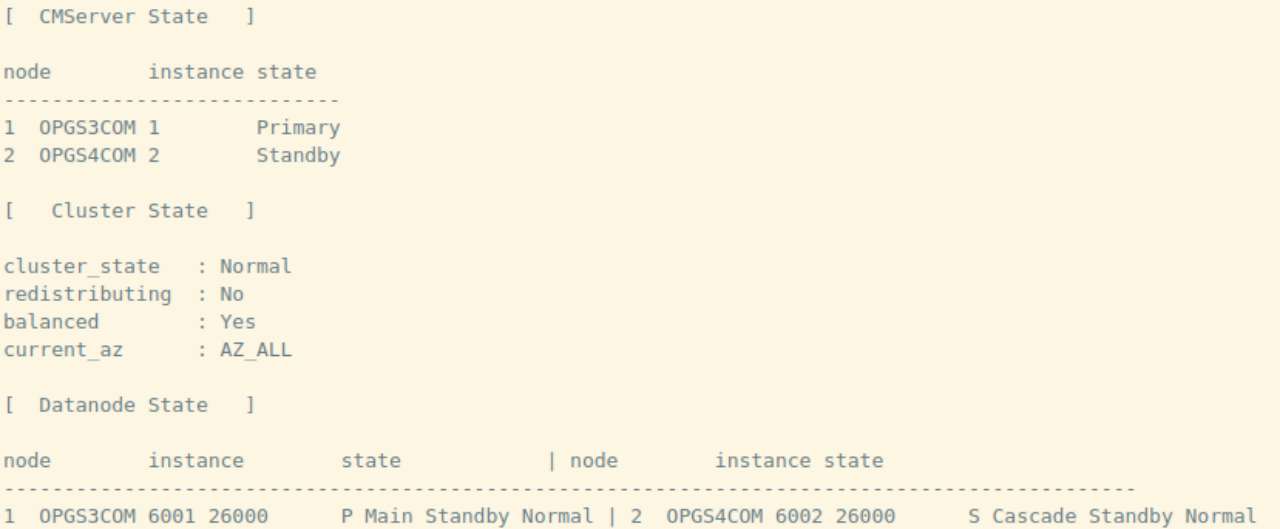 [  CMServer State   ]
node        instance state
----------------------------
1  OPGS3COM 1        Primary
2  OPGS4COM 2        Standby
[   Cluster State   ]
cluster_state   : Normal
redistributing  : No
balanced        : Yes
current_az      : AZ_ALL
[  Datanode State   ]
node        instance        state            | node        instance state
----------------------------------------------------------------------------------------------
1  OPGS3COM 6001 26000      P Main Standby Normal | 2  OPGS4COM 6002 26000      S Cascade Standby Normal